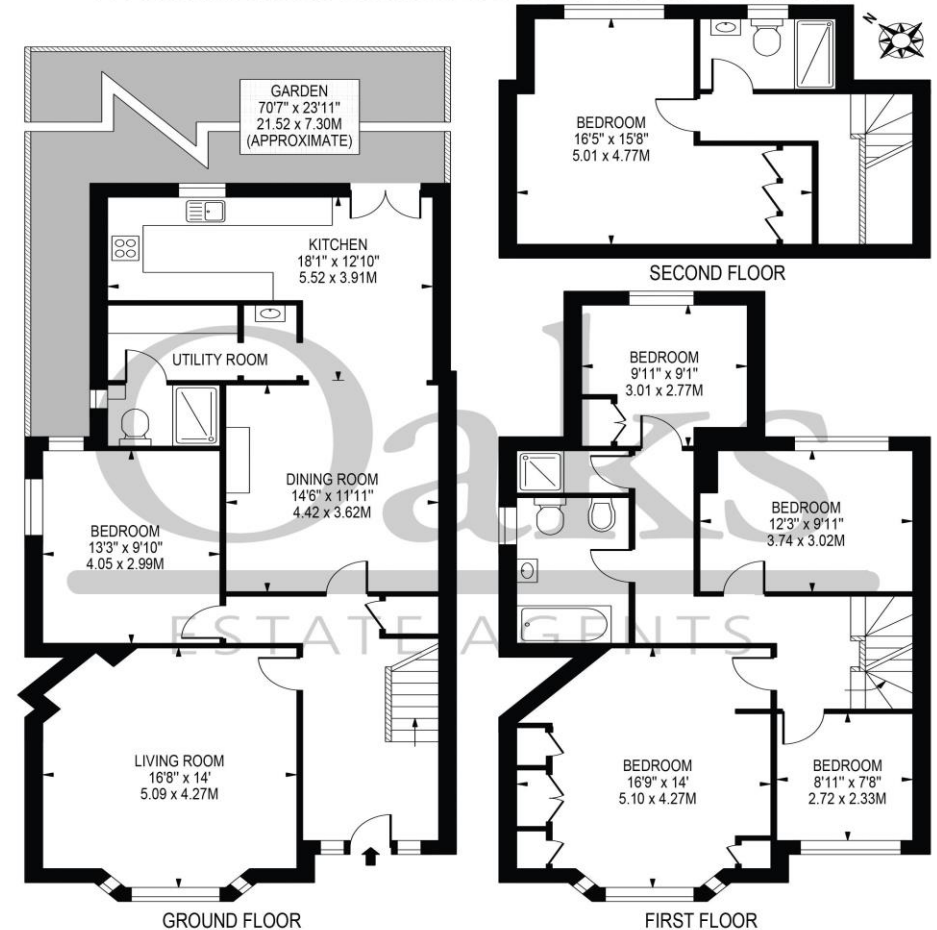 GARDEN
70'7" x 23'11"
21.52 x 7.30M
(APPROXIMATE)
KITCHEN
18'1" x 12'10"
5.52 x 3.91M
UTILITY ROOM
DINING ROOM
14'6" x 11'11"
4.42 x 3.62M
BEDROOM
13'3" x 9'10"
4.05 x 2.99M
LIVING ROOM
16'8" x 14'
5.09 x 4.27M
GROUND FLOOR
N
BEDROOM
16'5" x 15'8"
5.01 x 4.77M
SECOND FLOOR
BEDROOM
9'11" x 9'1"
3.01 x 2.77M
BEDROOM
12'3" x 9'11"
3.74 x 3.02M
BEDROOM
16'9" x 14'
5.10 x 4.27M
BEDROOM
8'11" x 7'8"
2.72 x 2.33M
FIRST FLOOR
Oaks
ESTATE AGENTS